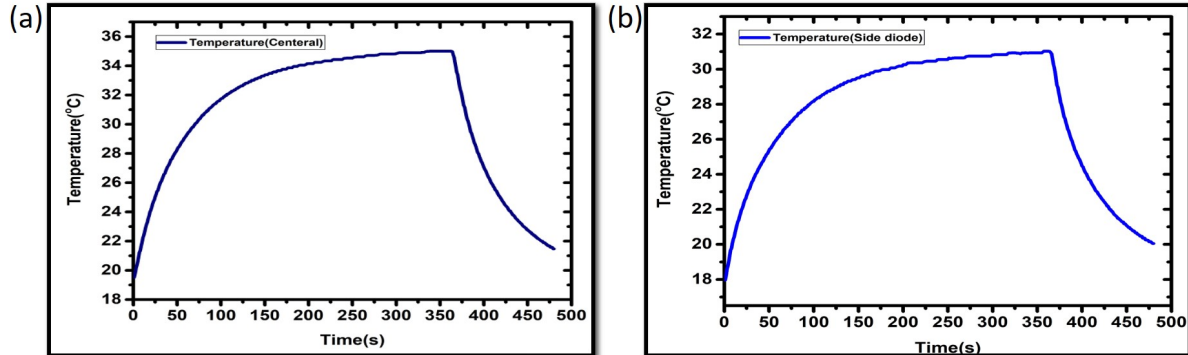 (a)
Temperature(Centeral)
Temperature(°C)
36
34
32
30
28
26
24
22
20
18
0 50 100 150 200 250 300 350 400 450 500
Time(s)
(b)
Temperature(Side diode)
Temperature(°C)
32
30
28
26
24
22
20
18
0 50 100 150 200 250 300 350 400 450 500
Time(s)